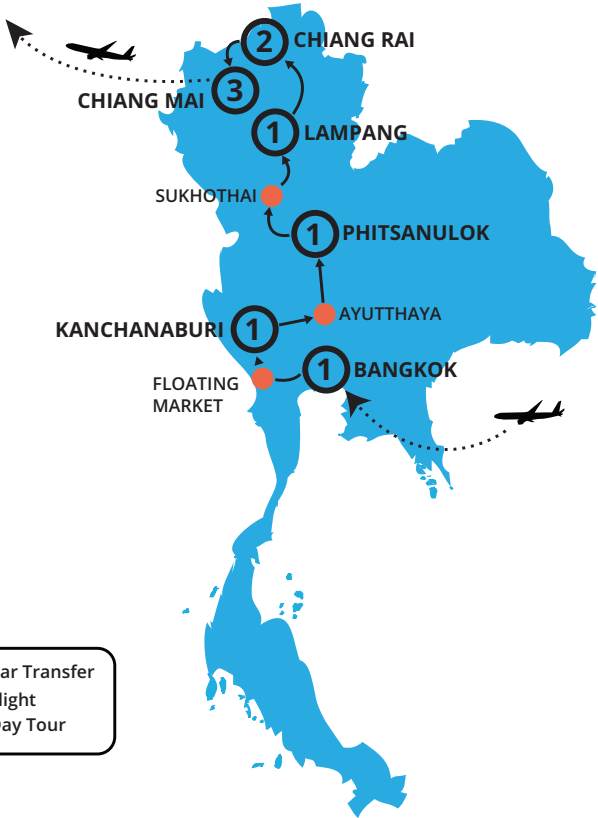 2 CHIANG RAI
CHIANG MAI 3
1 LAMPANG
SUKHOTHAI
1 PHITSANULOK
AYUTTHAYA
KANCHANABURI 1
1 BANGKOK
FLOATING
MARKET
ar Transfer
light
ay Tour